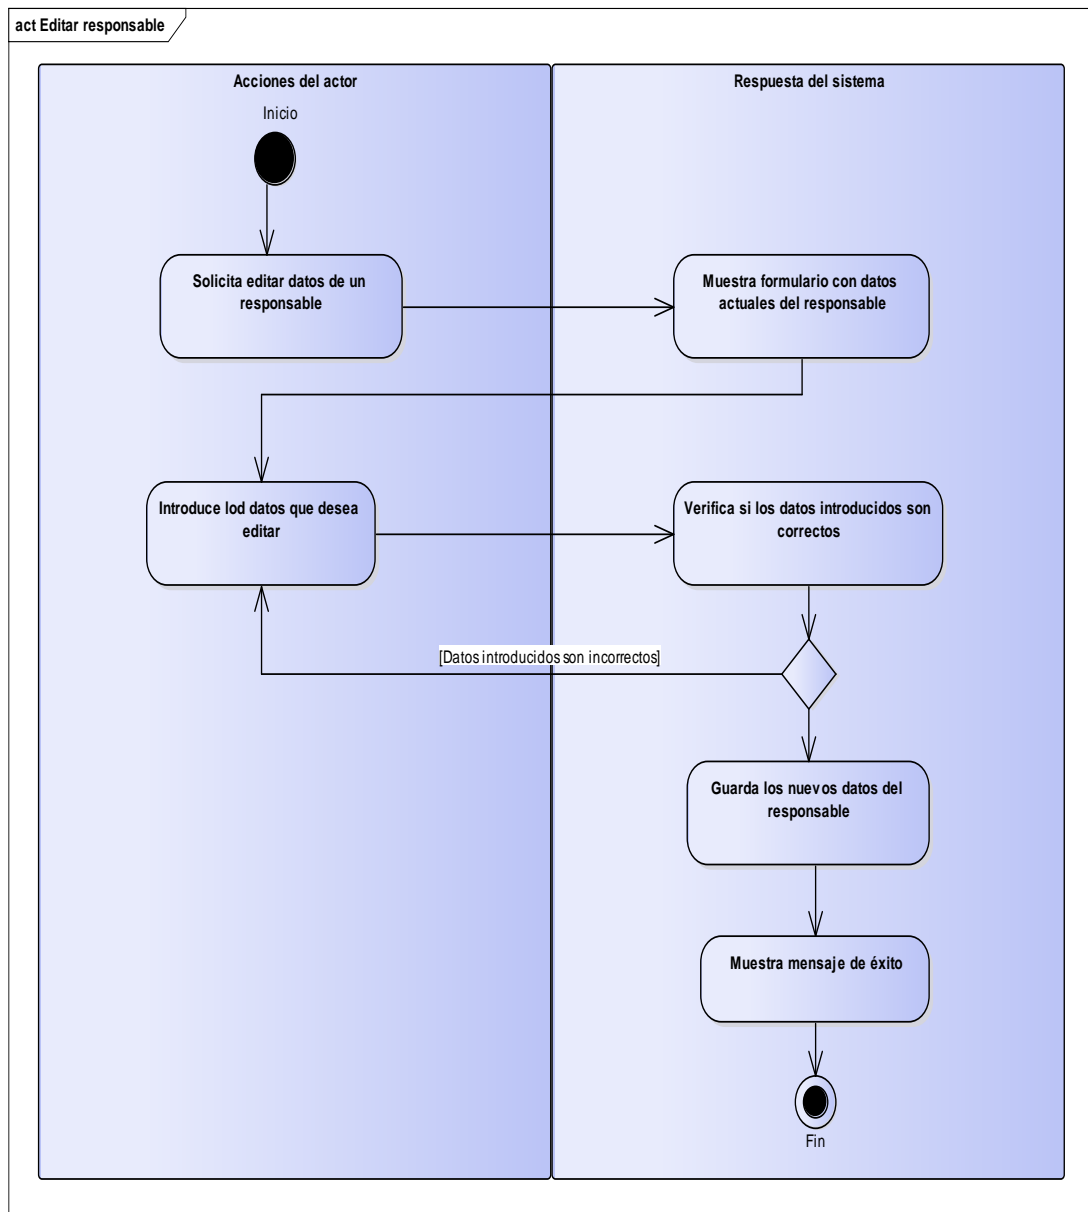 act Editar responsable
Acciones del actor
Respuesta del sistema
Inicio
Solicita editar datos de un
responsable
Muestra formulario con datos
actuales del responsable
Introduce lod datos que desea
editar
Verifica si los datos introducidos son
correctos
[Datos introducidos son incorrectos]
Guarda los nuevos datos del
responsable
Muestra mensaje de éxito
Fin